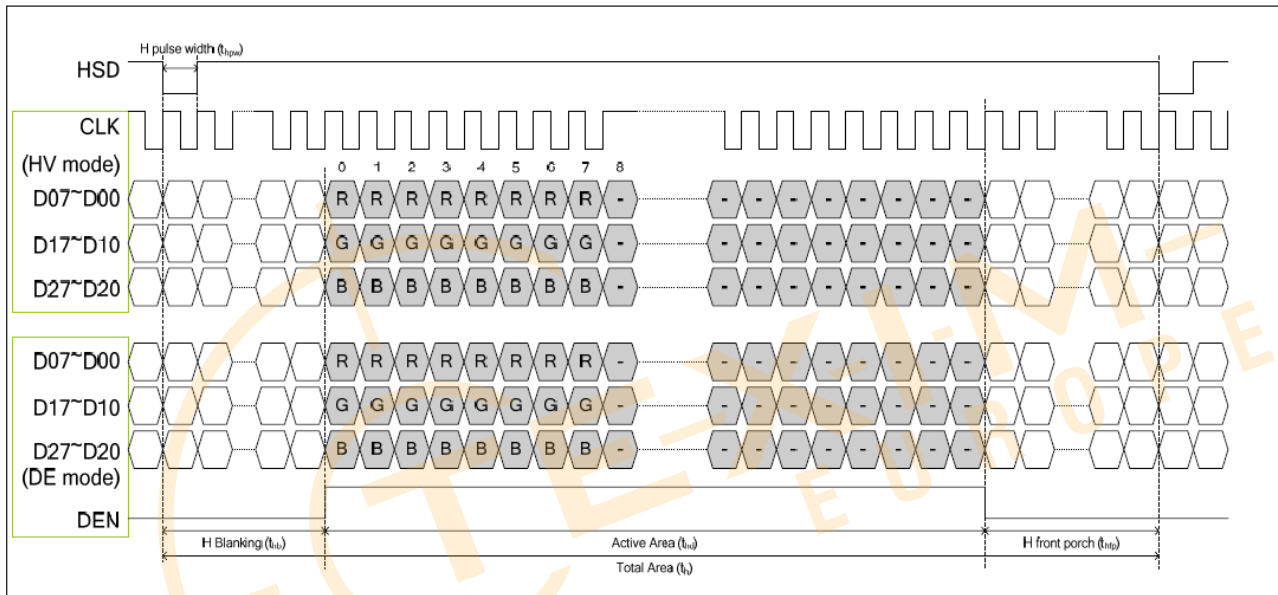 H pulse width (thpw)
HSD
CLK
(HV mode)
0 1 2 3 4 5 6 7 8
D07~D00 R R R R R R R R - - - - - - - - -
D17~D10 G G G G G G G G - - - - - - - - -
D27~D20 B B B B B B B B - - - - - - - - -
D07~D00 R R R R R R R R - - - - - - - - -
D17~D10 G G G G G G G G - - - - - - - - -
D27~D20 B B B B B B B B - - - - - - - - -
(DE mode)
DEN
H Blanking (thb) Active Area (thd) H front porch (thfp)
Total Area (th)
TEXIM
EUROPE